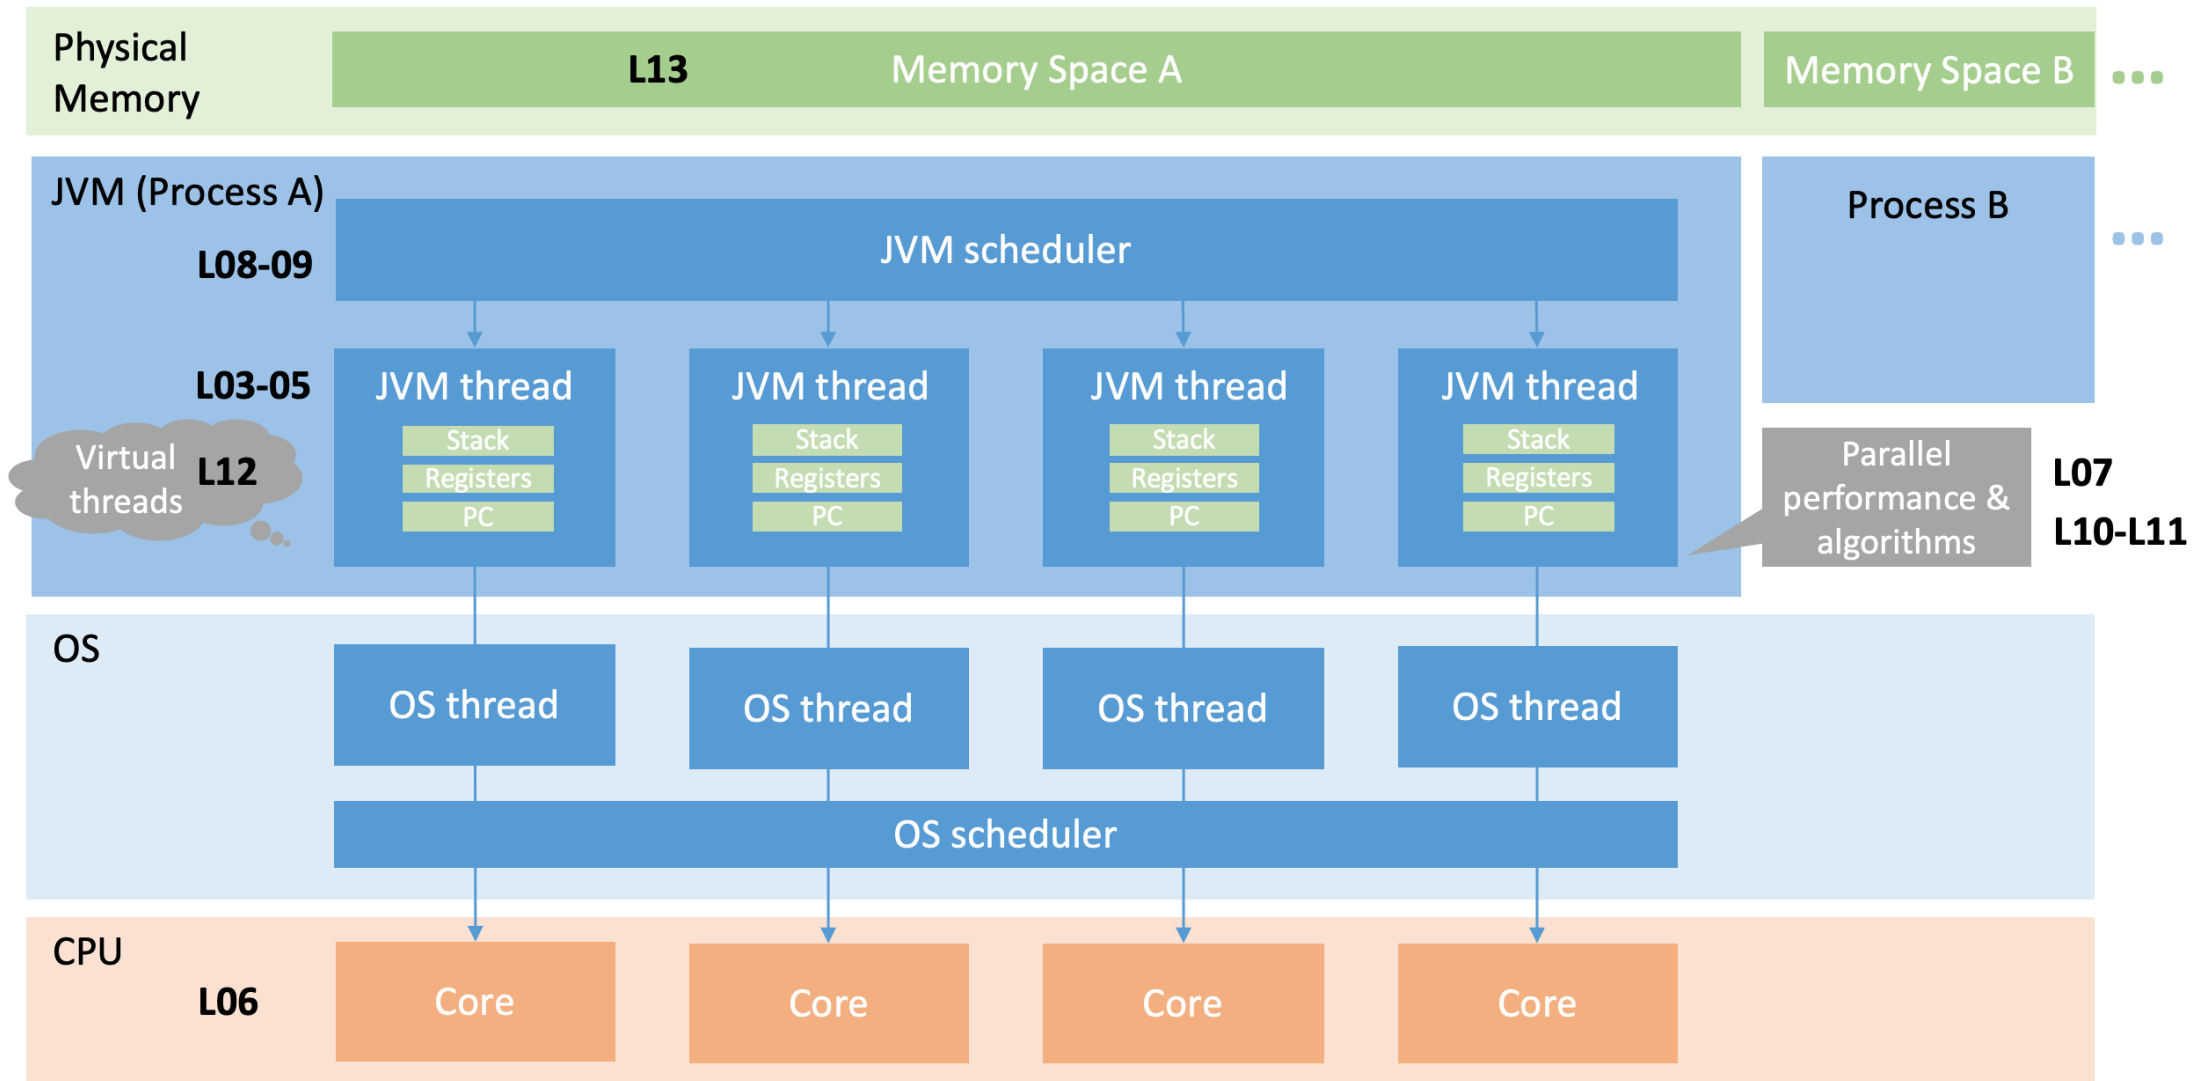 Physical
Memory
L13
Memory Space A
Memory Space B
JVM (Process A)
Process B
JVM scheduler
L08-09
L03-05
JVM thread
JVM thread
JVM thread
JVM thread
Stack
Stack
Stack
Stack
Registers
Registers
Registers
Registers
PC
PC
PC
PC
Virtual
threads
L12
Parallel
performance &
algorithms
L07
L10-L11
OS
OS thread
OS thread
OS thread
OS thread
OS scheduler
CPU
L06
Core
Core
Core
Core